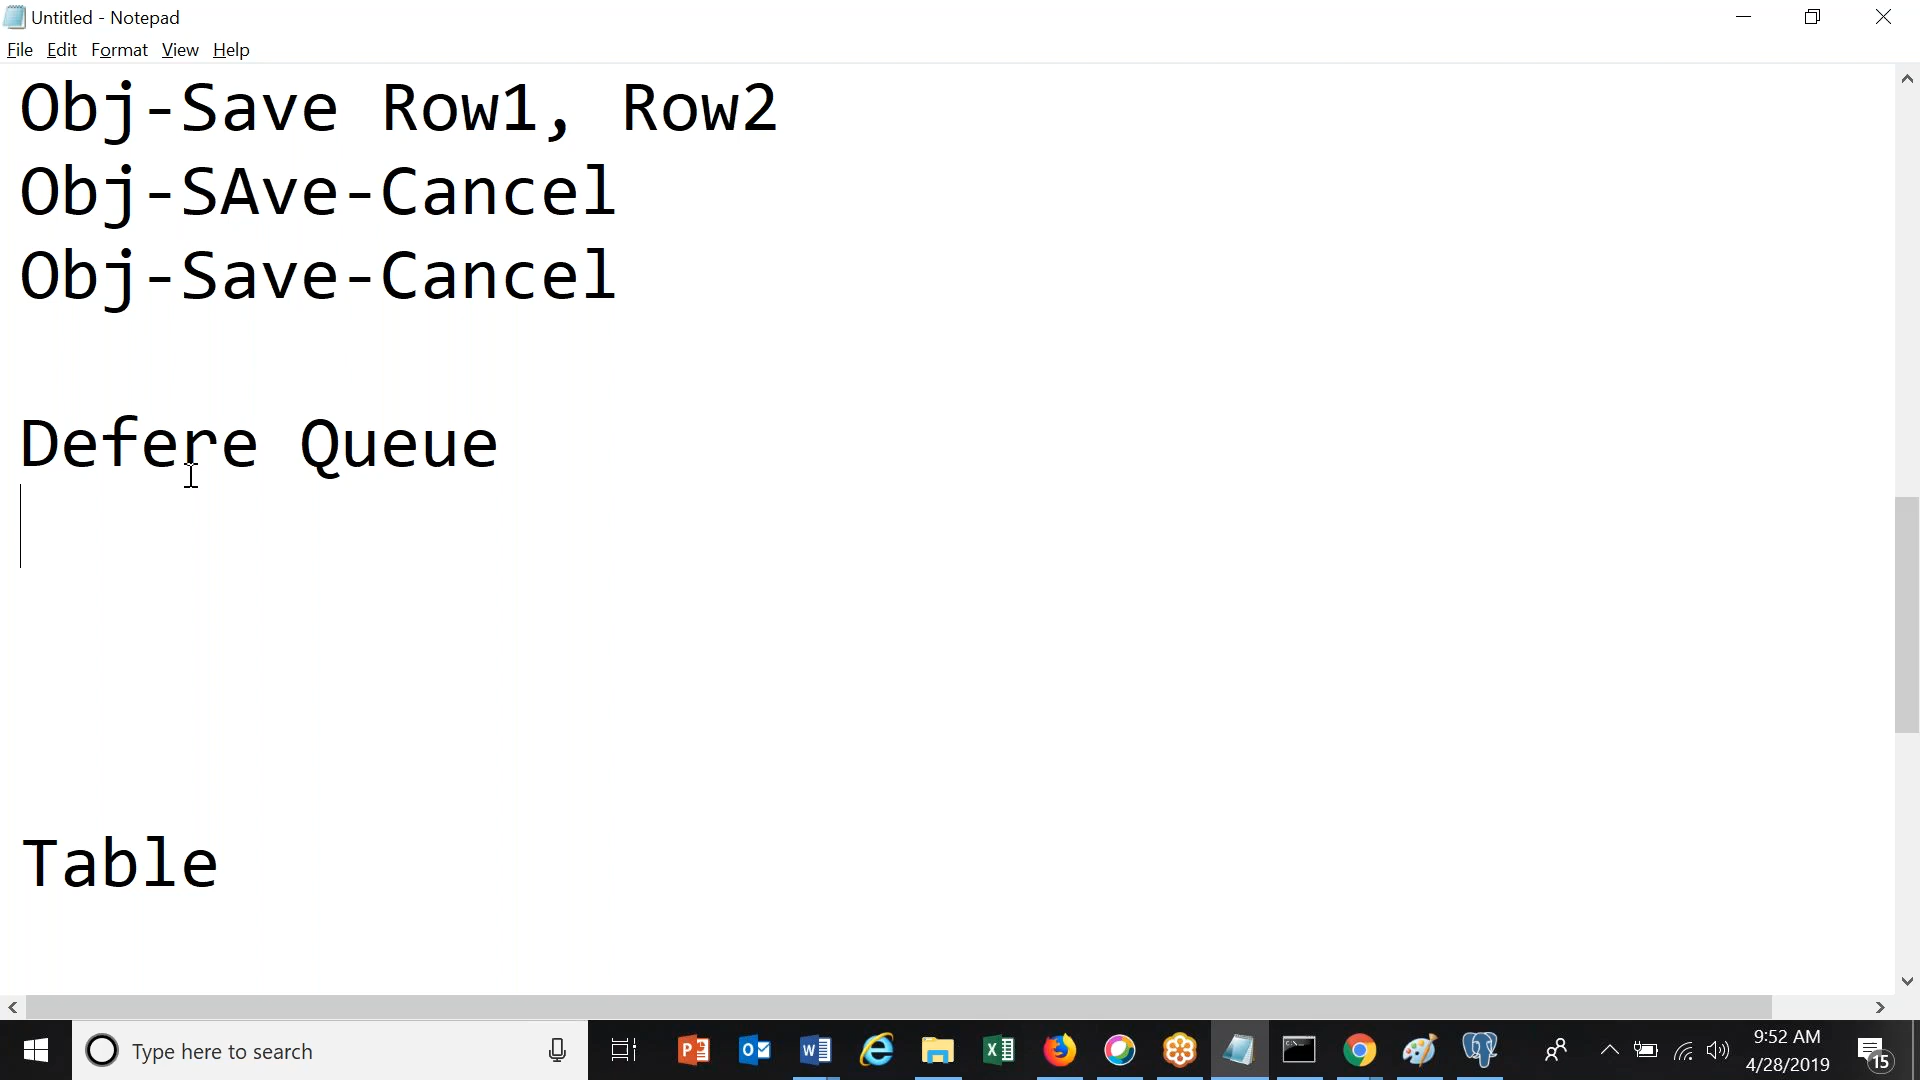 Untitled - Notepad
File Edit Format View Help
Obj-Save Row1, Row2
Obj-SAve-Cancel
Obj-Save-Cancel
Defere Queue
Table
Type here to search
9:52 AM
4/28/2019
15